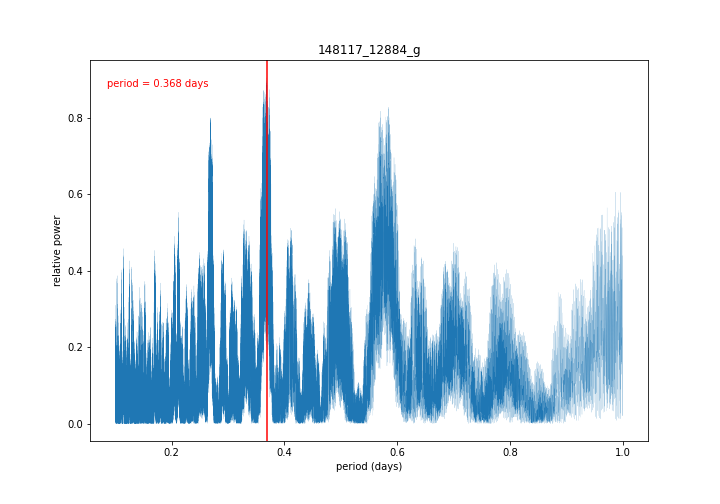 148117_12884_g
period = 0.368 days
relative power
0.8
0.6
0.4
0.2
0.0
0.2 0.4 0.6 0.8 1.0
period (days)